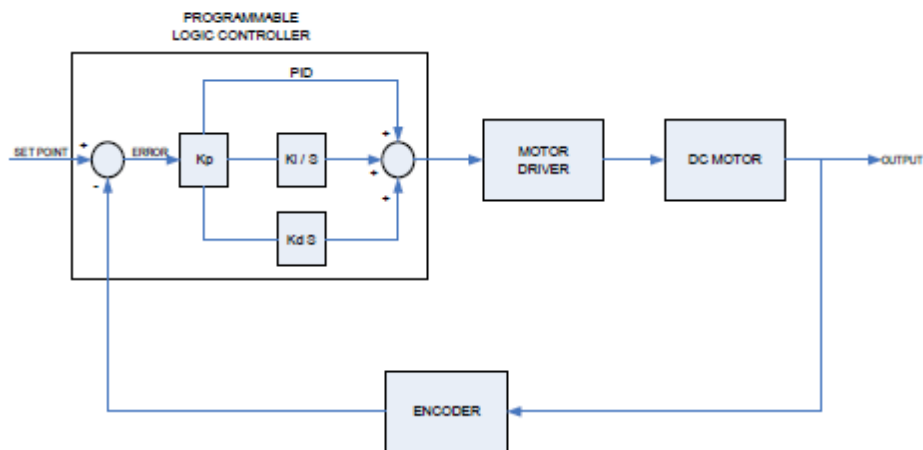 PROGRAMMABLE
LOGIC CONTROLLER
PID
SET POINT
+
-
ERROR
Kp
KI / S
Kd S
+
+
+
MOTOR
DRIVER
DC MOTOR
OUTPUT
ENCODER